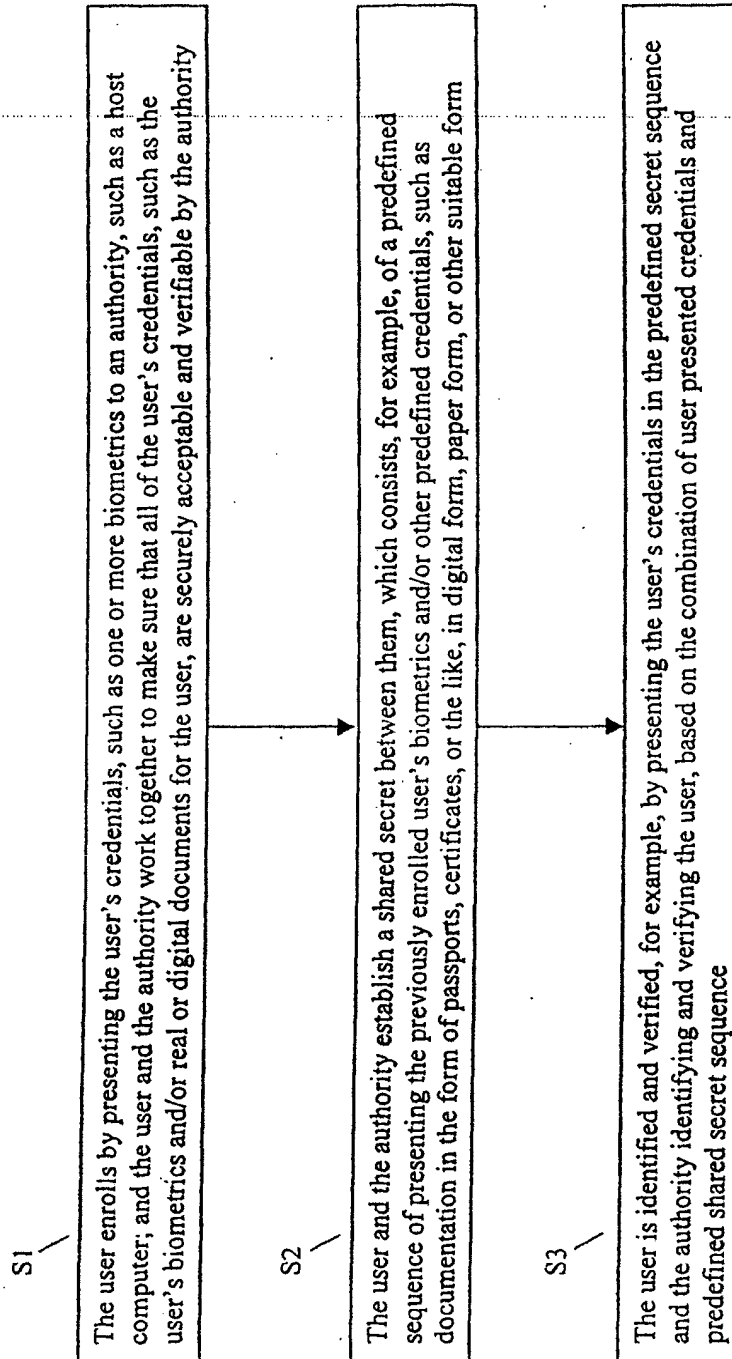 S1
The user enrolls by presenting the user's credentials, such as one or more biometrics to an authority, such as a host
computer; and the user and the authority work together to make sure that all of the user's credentials, such as the
user's biometrics and/or real or digital documents for the user, are securely acceptable and verifiable by the authority
S2
The user and the authority establish a shared secret between them, which consists, for example, of a predefined
sequence of presenting the previously enrolled user's biometrics and/or other predefined credentials, such as
documentation in the form of passports, certificates, or the like, in digital form, paper form, or other suitable form
S3
The user is identified and verified, for example, by presenting the user's credentials in the predefined secret sequence
and the authority identifying and verifying the user, based on the combination of user presented credentials and
predefined shared secret sequence